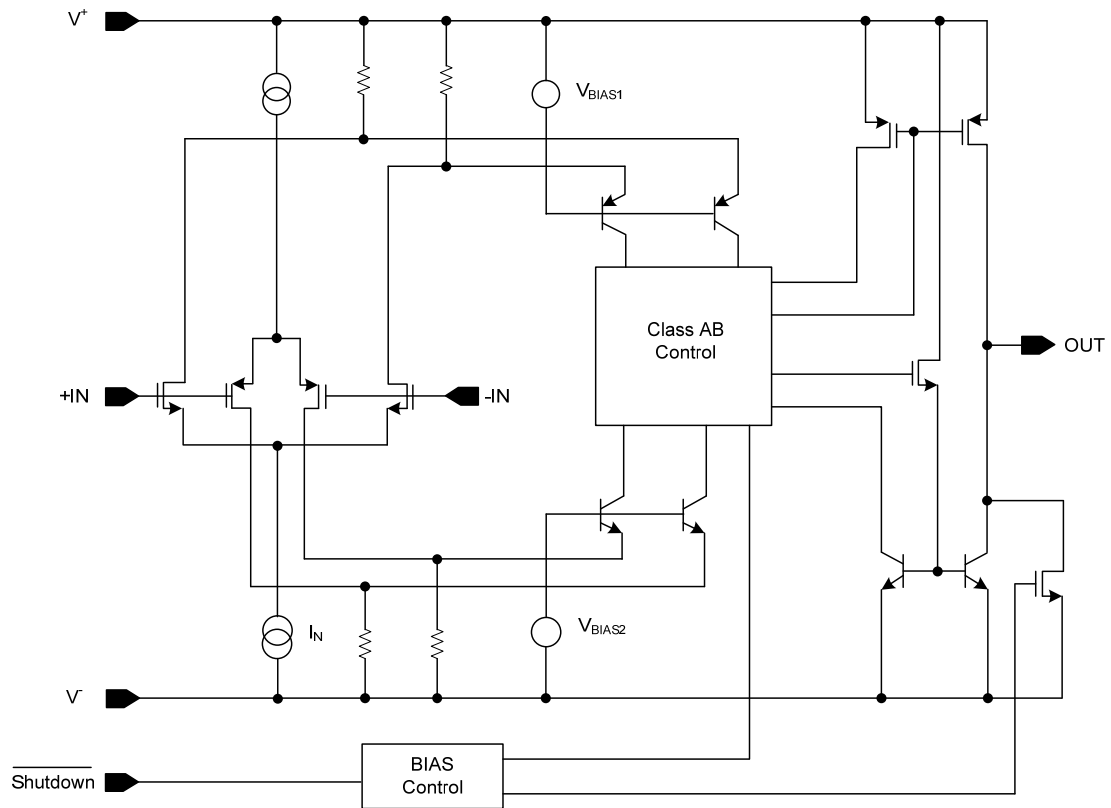 V+
VBIAS1
Class AB
Control
OUT
+IN
-IN
IN
VBIAS2
V-
Shutdown
BIAS
Control